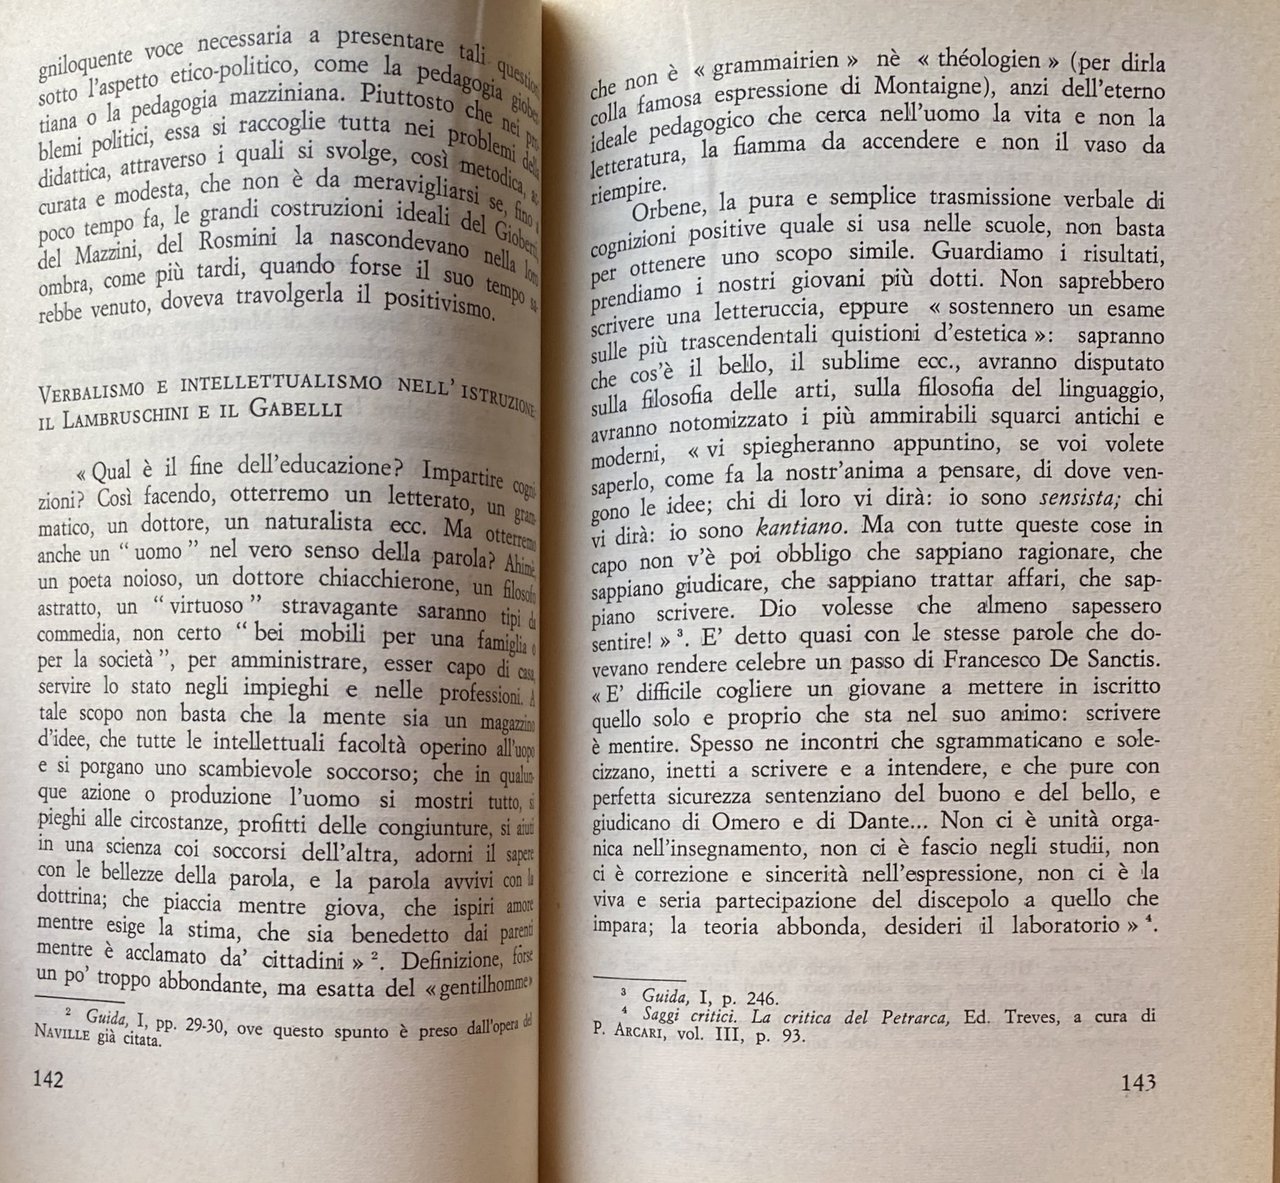 gniloquente voce necessaria a presentare tali question
sotto l'aspetto etico-politico, come la pedagogia giober
tiana o la pedagogia mazziniana. Piuttosto che nei pro
blemi politici, essa si raccoglie tutta nei problemi della
didattica, attraverso i quali si svolge, così metodica, ac
curata e modesta, che non è da meravigliarsi se, fino a
poco tempo fa, le grandi costruzioni ideali del Gioberti,
del Mazzini, del Rosmini la nascondevano nella loro
ombra, come più tardi, quando forse il suo tempo sa
rebbe venuto, doveva travolgerla il positivismo.
VERBALISMO E INTELLETTUALISMO NELL'ISTRUZIONE:
IL LAMBRUSCHINI E IL GABELLI
« Qual è il fine dell'educazione? Impartire cogni
zioni? Così facendo, otterremo un letterato, un gram
matico, un dottore, un naturalista ecc. Ma otterremo
anche un “ uomo ” nel vero senso della parola? Ahimè,
un poeta noioso, un dottore chiacchierone, un filosofo
astratto, un “ virtuoso ” stravagante saranno tipi da
commedia, non certo “ bei mobili per una famiglia o
per la società ”, per amministrare, esser capo di casa,
servire lo stato negli impieghi e nelle professioni. A
tale scopo non basta che la mente sia un magazzino
d'idee, che tutte le intellettuali facoltà operino all'uopo
e si porgano uno scambievole soccorso; che in qualun-
que azione o produzione l'uomo si mostri tutto, si
pieghi alle circostanze, profitti delle congiunture, si aiuti
in una scienza coi soccorsi dell'altra, adorni il sapere
con le bellezze della parola, e la parola avvivi con la
dottrina; che piaccia mentre giova, che ispiri amore
mentre esige la stima, che sia benedetto dai parenti
mentre è acclamato da' cittadini » ². Definizione, forse
un po' troppo abbondante, ma esatta del « gentilhomme »
² Guida, I, pp. 29-30, ove questo spunto è preso dall'opera del
NAVILLE già citata.
142
che non è « grammairien » nè « théologien » (per dirla
colla famosa espressione di Montaigne), anzi dell'eterno
ideale pedagogico che cerca nell'uomo la vita e non la
letteratura, la fiamma da accendere e non il vaso da
riempire.
Orbene, la pura e semplice trasmissione verbale di
cognizioni positive quale si usa nelle scuole, non basta
per ottenere uno scopo simile. Guardiamo i risultati,
prendiamo i nostri giovani più dotti. Non saprebbero
scrivere una letteruccia, eppure « sostennero un esame
sulle più trascendentali quistioni d'estetica »: sapranno
che cos'è il bello, il sublime ecc., avranno disputato
sulla filosofia delle arti, sulla filosofia del linguaggio,
avranno notomizzato i più ammirabili squarci antichi e
moderni, « vi spiegheranno appuntino, se voi volete
saperlo, come fa la nostr'anima a pensare, di dove ven-
gono le idee; chi di loro vi dirà: io sono sensista; chi
vi dirà: io sono kantiano. Ma con tutte queste cose in
capo non v'è poi obbligo che sappiano ragionare, che
sappiano giudicare, che sappiano trattar affari, che sap-
piano scrivere. Dio volesse che almeno sapessero
sentire! » ³. E' detto quasi con le stesse parole che do-
vevano rendere celebre un passo di Francesco De Sanctis.
« E' difficile cogliere un giovane a mettere in iscritto
quello solo e proprio che sta nel suo animo: scrivere
è mentire. Spesso ne incontri che sgrammaticano e sole-
cizzano, inetti a scrivere e a intendere, e che pure con
perfetta sicurezza sentenziano del buono e del bello, e
giudicano di Omero e di Dante... Non ci è unità orga-
nica nell'insegnamento, non ci è fascio negli studii, non
ci è correzione e sincerità nell'espressione, non ci è la
viva e seria partecipazione del discepolo a quello che
impara; la teoria abbonda, desideri il laboratorio » ⁴.
³ Guida, I, p. 246.
⁴ Saggi critici. La critica del Petrarca, Ed. Treves, a cura di
P. ARCARI, vol. III, p. 93.
143